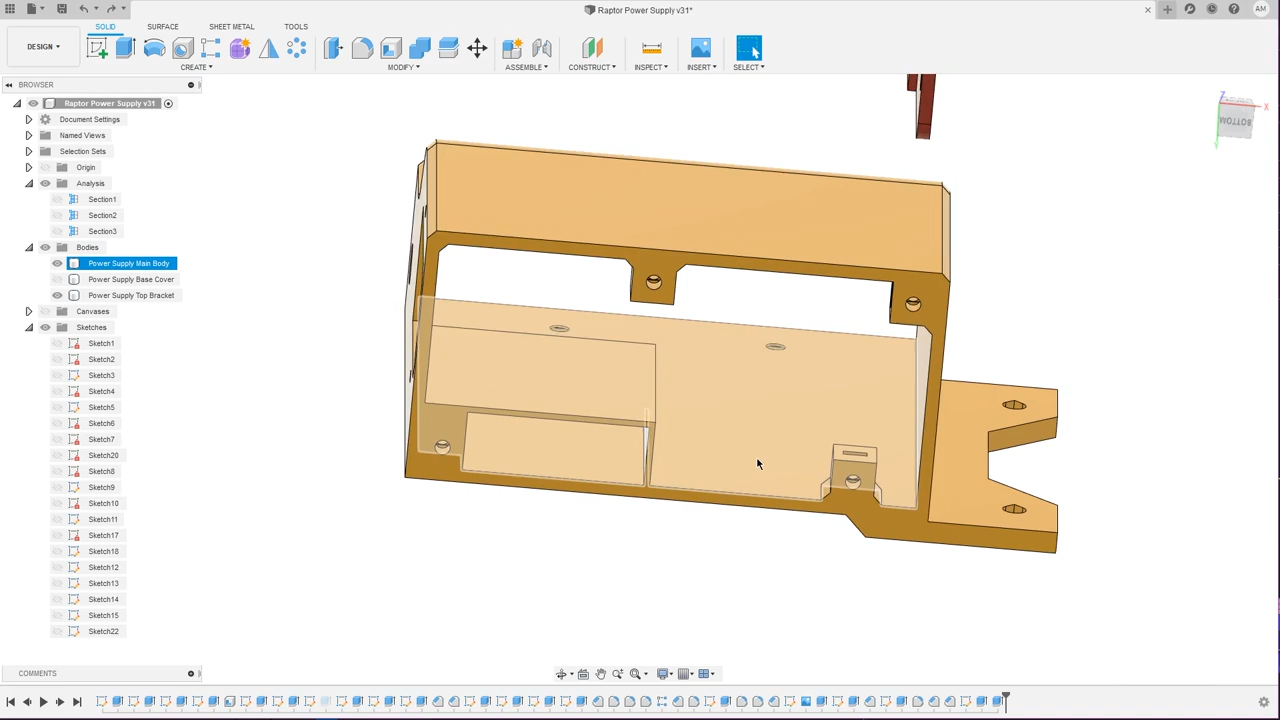 Raptor Power Supply v31*
AM
SOLID SURFACE SHEET METAL TOOLS
DESIGN
CREATE MODIFY ASSEMBLE CONSTRUCT INSPECT INSERT SELECT
BROWSER
Raptor Power Supply v31
Document Settings
Named Views
Selection Sets
Origin
Analysis
Section1
Section2
Section3
Bodies
Power Supply Main Body
Power Supply Base Cover
Power Supply Top Bracket
Canvases
Sketches
Sketch1
Sketch2
Sketch3
Sketch4
Sketch5
Sketch6
Sketch7
Sketch20
Sketch8
Sketch9
Sketch10
Sketch11
Sketch17
Sketch18
Sketch12
Sketch13
Sketch14
Sketch15
Sketch22
Z
X
BOTTOM
Y
COMMENTS